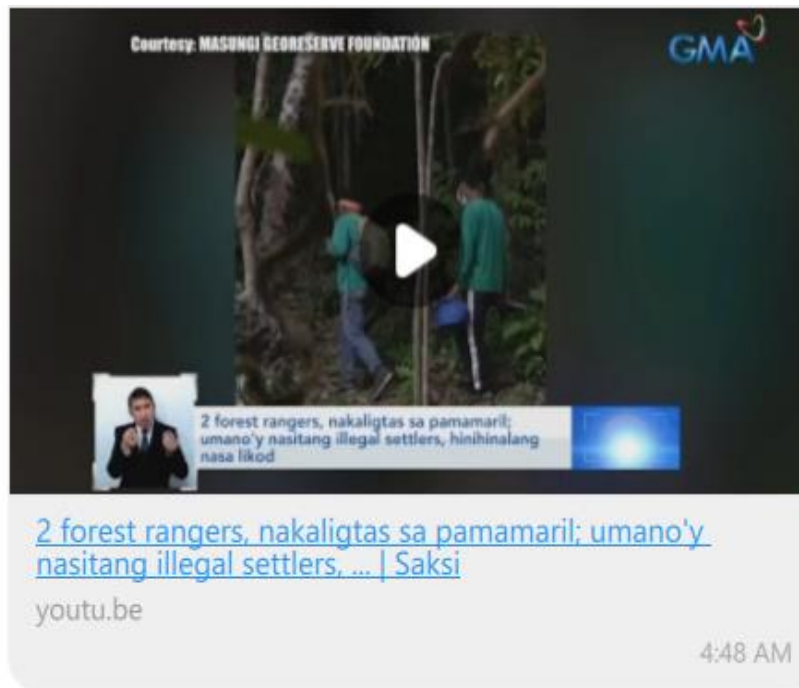 Courtesy: MASUNGI GEORESERVE FOUNDATION
GMA
2 forest rangers, nakaligtas sa pamamaril;
umano'y nasitang illegal settlers, hinihinalang
nasa likod
2 forest rangers, nakaligtas sa pamamaril; umano'y
nasitang illegal settlers, ... | Saksi
youtu.be
4:48 AM